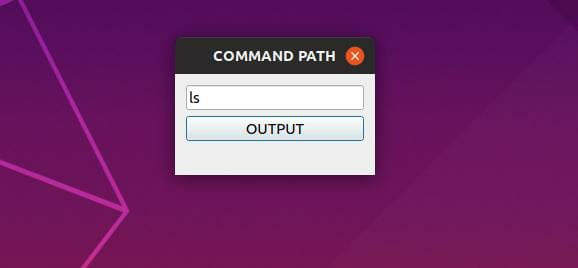 COMMAND PATH
ls
OUTPUT